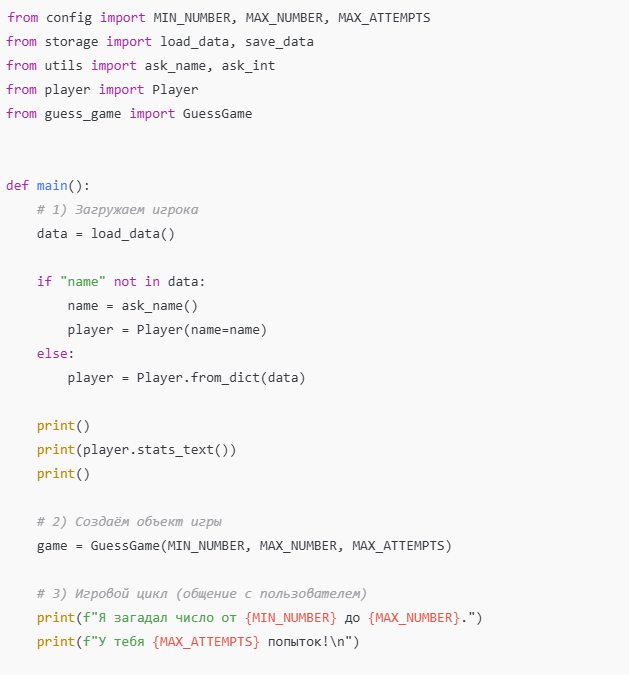 from config import MIN_NUMBER, MAX_NUMBER, MAX_ATTEMPTS
from storage import load_data, save_data
from utils import ask_name, ask_int
from player import Player
from guess_game import GuessGame
def main():
    # 1) Загружаем игрока
    data = load_data()
    if "name" not in data:
        name = ask_name()
        player = Player(name=name)
    else:
        player = Player.from_dict(data)
    print()
    print(player.stats_text())
    print()
    # 2) Создаём объект игры
    game = GuessGame(MIN_NUMBER, MAX_NUMBER, MAX_ATTEMPTS)
    # 3) Игровой цикл (общение с пользователем)
    print(f"Я загадал число от {MIN_NUMBER} до {MAX_NUMBER}.")
    print(f"У тебя {MAX_ATTEMPTS} попыток!\n")